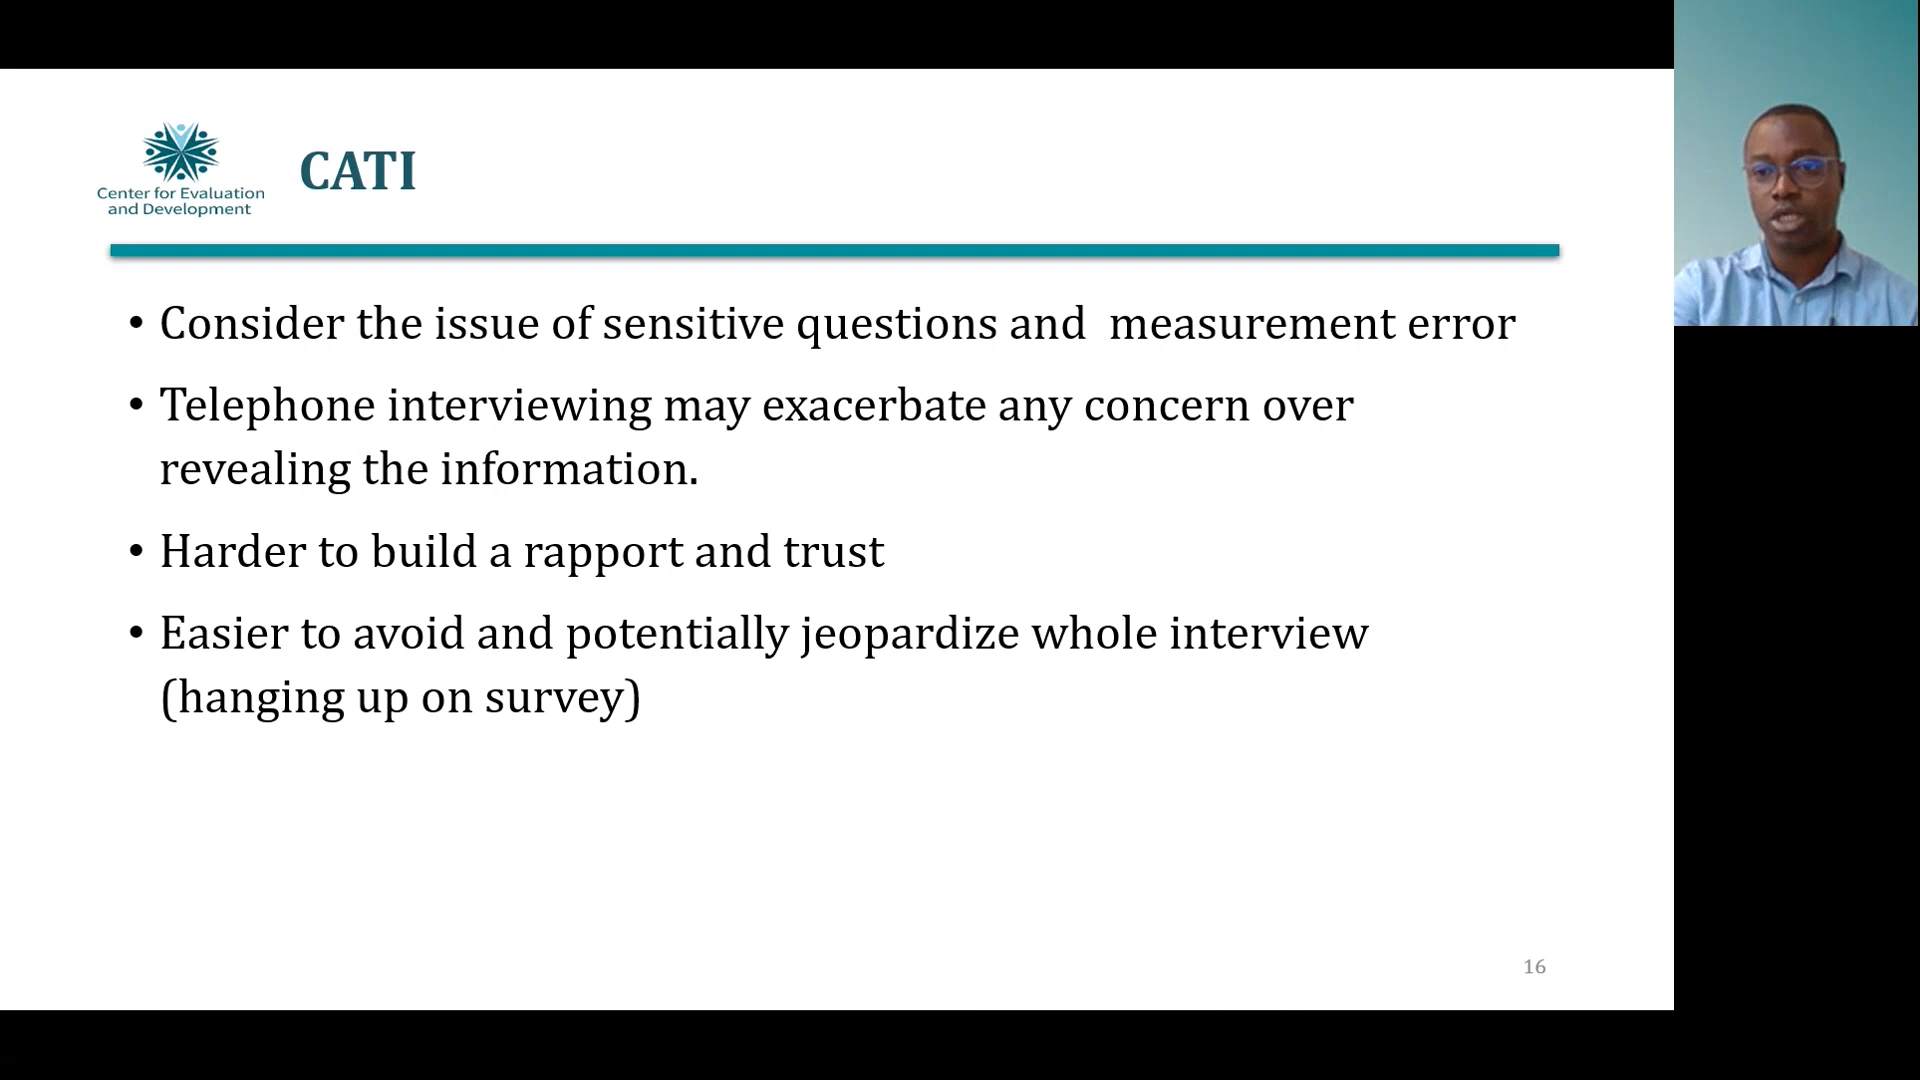 Center for Evaluation
and Development
CATI
• Consider the issue of sensitive questions and  measurement error
• Telephone interviewing may exacerbate any concern over
revealing the information.
• Harder to build a rapport and trust
• Easier to avoid and potentially jeopardize whole interview
(hanging up on survey)
16